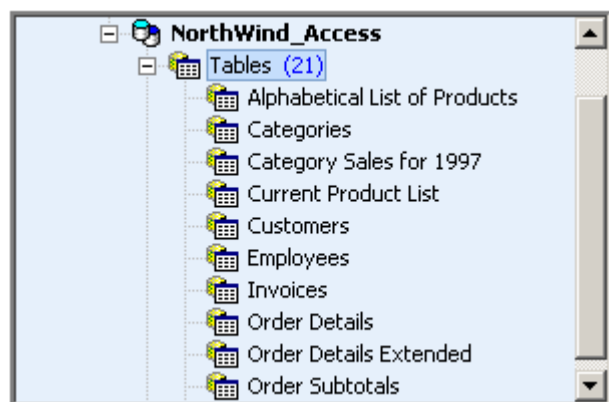 NorthWind_Access
Tables (21)
Alphabetical List of Products
Categories
Category Sales for 1997
Current Product List
Customers
Employees
Invoices
Order Details
Order Details Extended
Order Subtotals